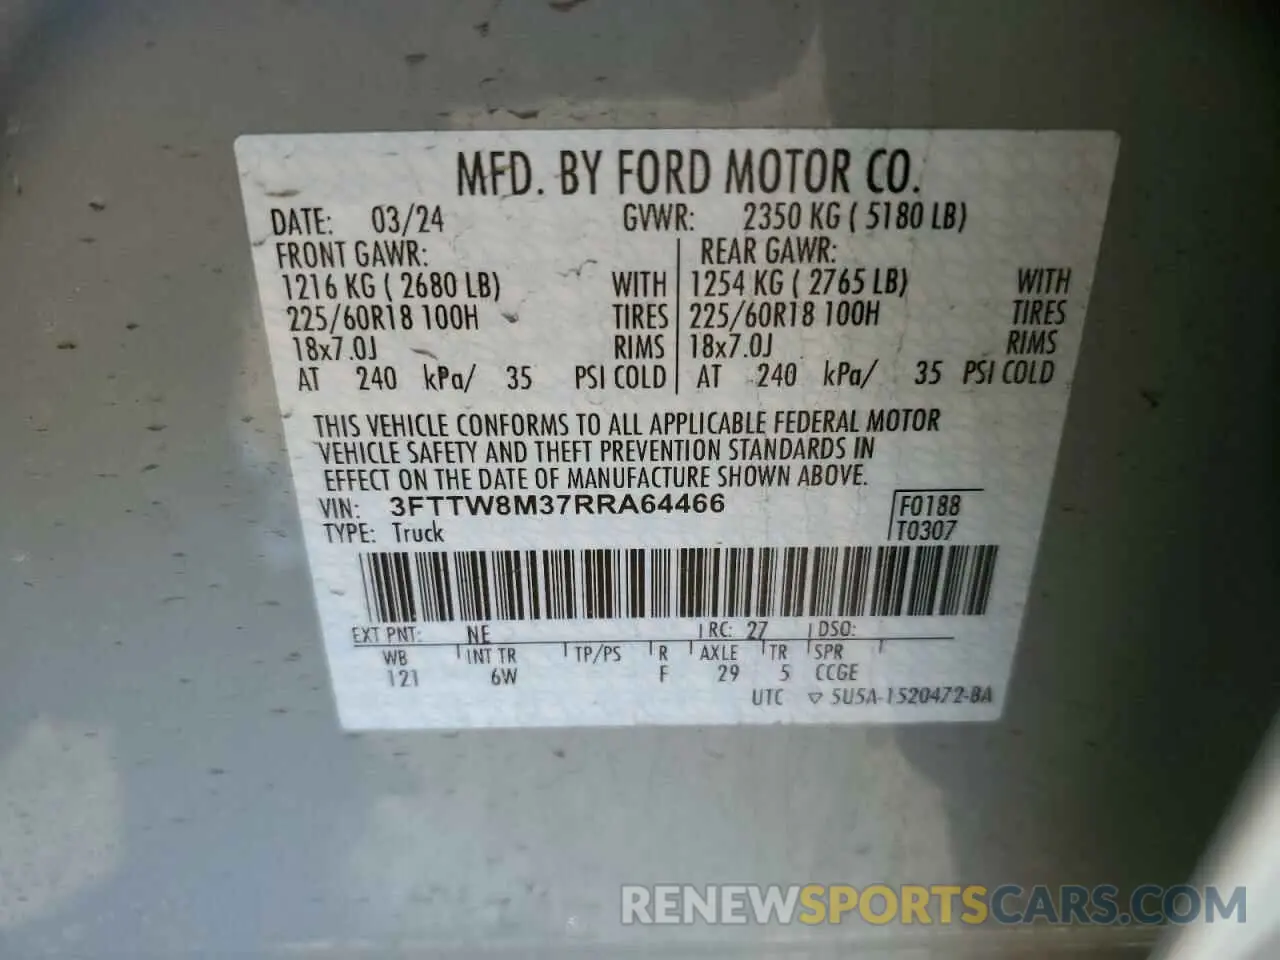 MFD. BY FORD MOTOR CO.
DATE: 03/24 GVWR: 2350 KG ( 5180 LB)
FRONT GAWR: REAR GAWR:
1216 KG ( 2680 LB) WITH 1254 KG ( 2765 LB) WITH
225/60R18 100H TIRES 225/60R18 100H TIRES
18x7.0J RIMS 18x7.0J RIMS
AT 240 kPa/ 35 PSI COLD AT 240 kPa/ 35 PSI COLD
THIS VEHICLE CONFORMS TO ALL APPLICABLE FEDERAL MOTOR
VEHICLE SAFETY AND THEFT PREVENTION STANDARDS IN
EFFECT ON THE DATE OF MANUFACTURE SHOWN ABOVE.
VIN: 3FTTW8M37RRA64466 F0188
TYPE: Truck T0307
EXT PNT: NE RC: 27 DSO:
WB INT TR TP/PS R AXLE TR SPR
121 6W F 29 5 CCGE
UTC ▽ 5U5A-1520472-BA
RENEWSPORTSCARS.COM